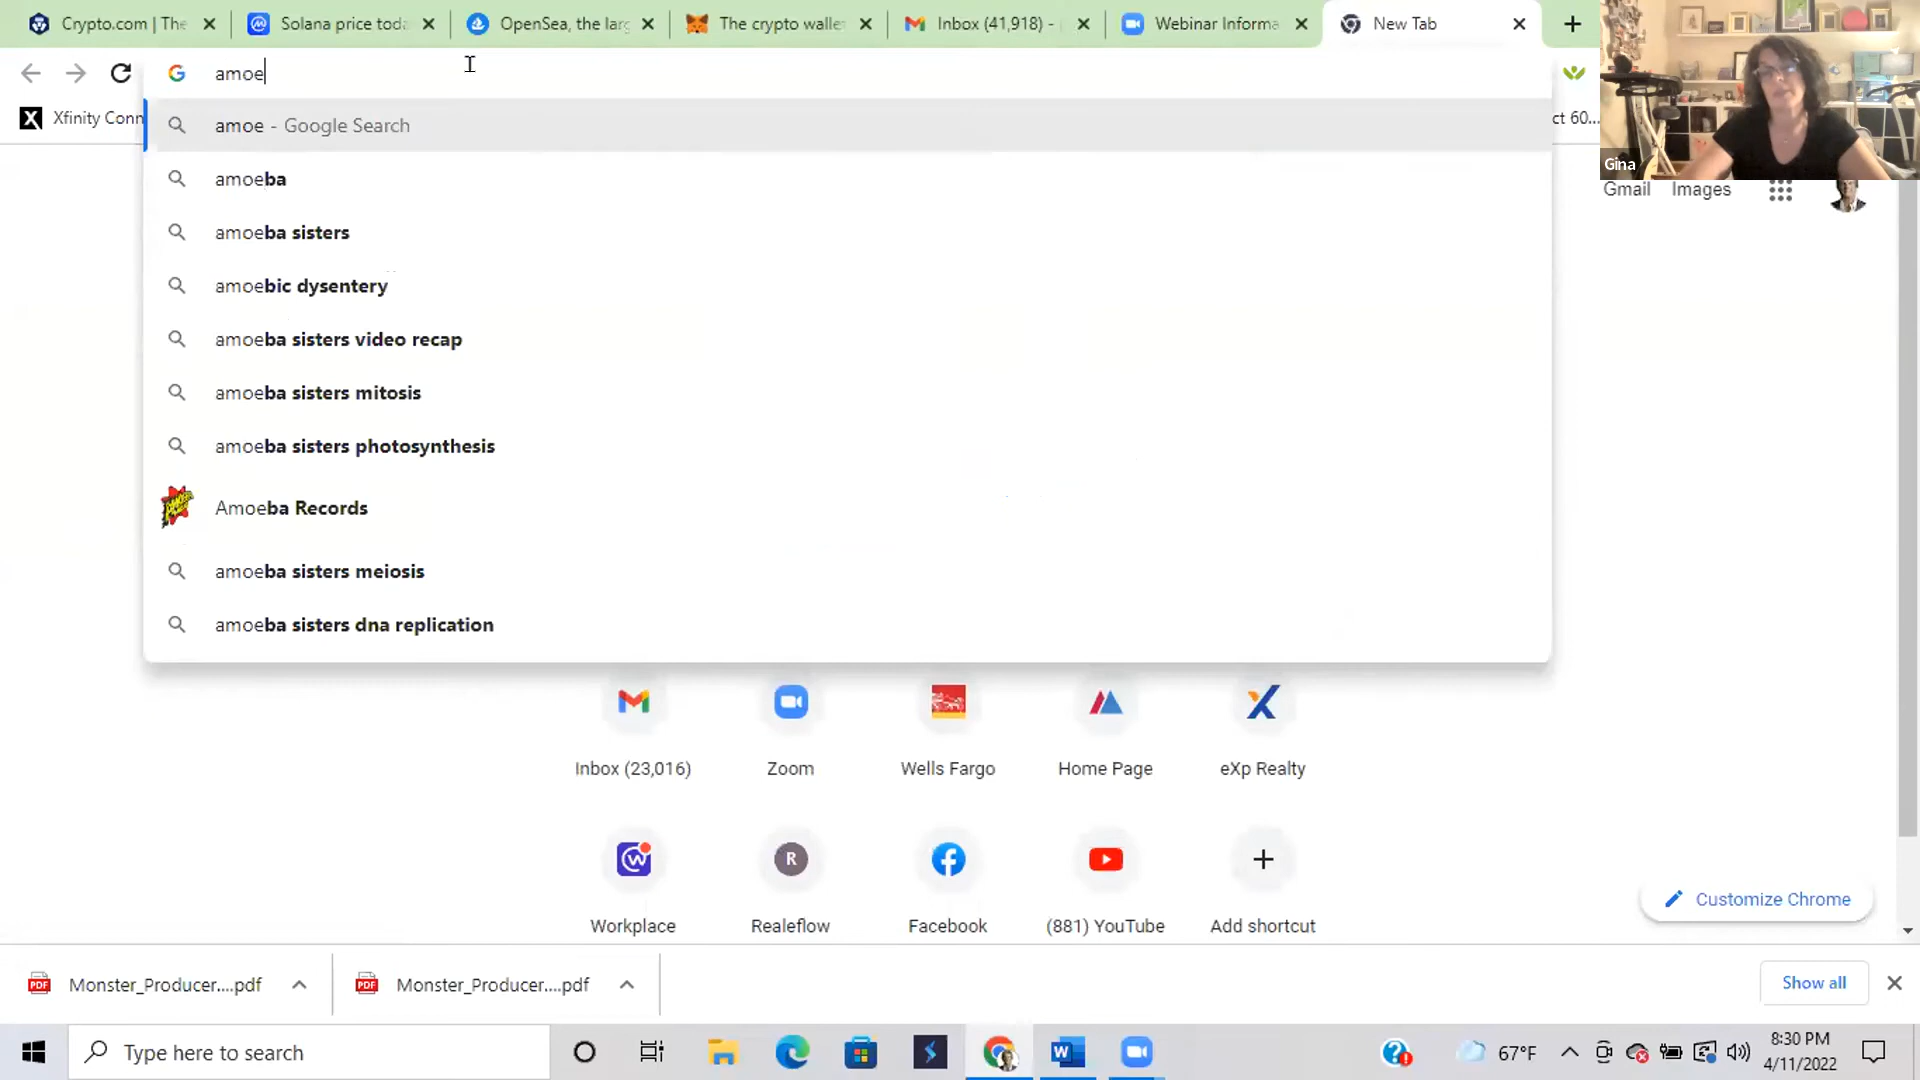 Crypto.com | The
Solana price toda
OpenSea, the larg
The crypto walle
Inbox (41,918) -
Webinar Informa
New Tab
amoe
Xfinity Conn
ct 60...
Gina
amoe - Google Search
amoeba
Gmail
Images
amoeba sisters
amoebic dysentery
amoeba sisters video recap
amoeba sisters mitosis
amoeba sisters photosynthesis
Amoeba Records
amoeba sisters meiosis
amoeba sisters dna replication
Inbox (23,016)
Zoom
Wells Fargo
Home Page
eXp Realty
R
Workplace
Realeflow
Facebook
(881) YouTube
Add shortcut
Customize Chrome
PDF
Monster_Producer....pdf
PDF
Monster_Producer....pdf
Show all
Type here to search
67°F
8:30 PM
4/11/2022